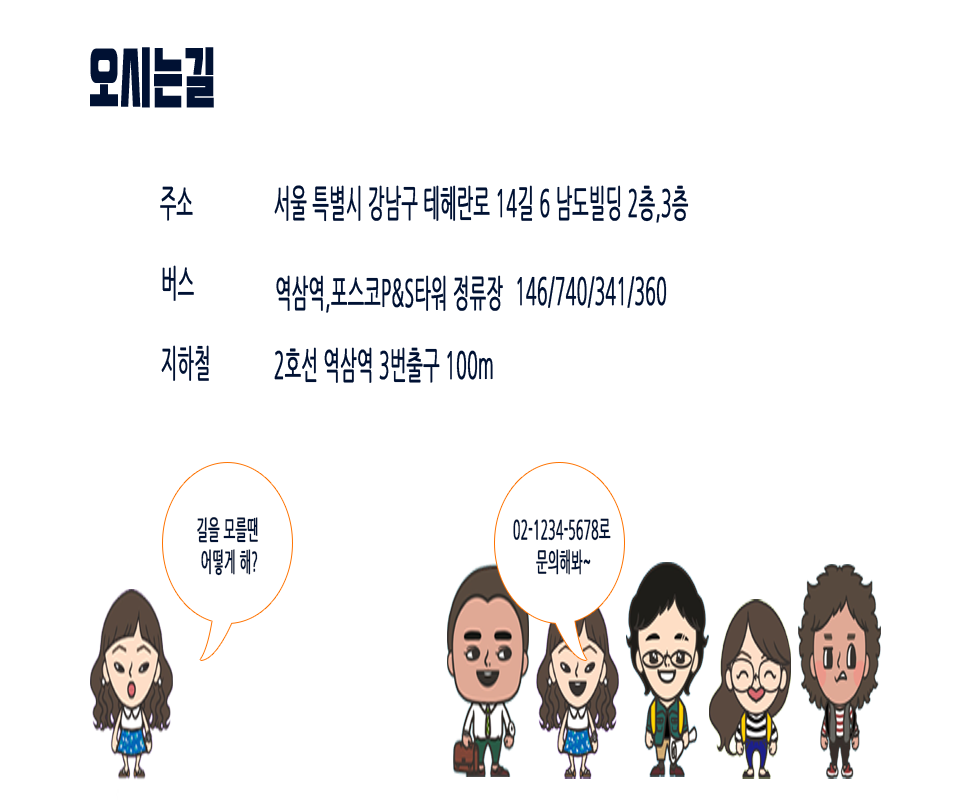 오시는길
주소 서울 특별시 강남구 테헤란로 14길 6 남도빌딩 2층,3층
버스 역삼역,포스코P&S타워 정류장 146/740/341/360
지하철 2호선 역삼역 3번출구 100m
길을 모를땐
어떻게 해?
02-1234-5678로
문의해봐~